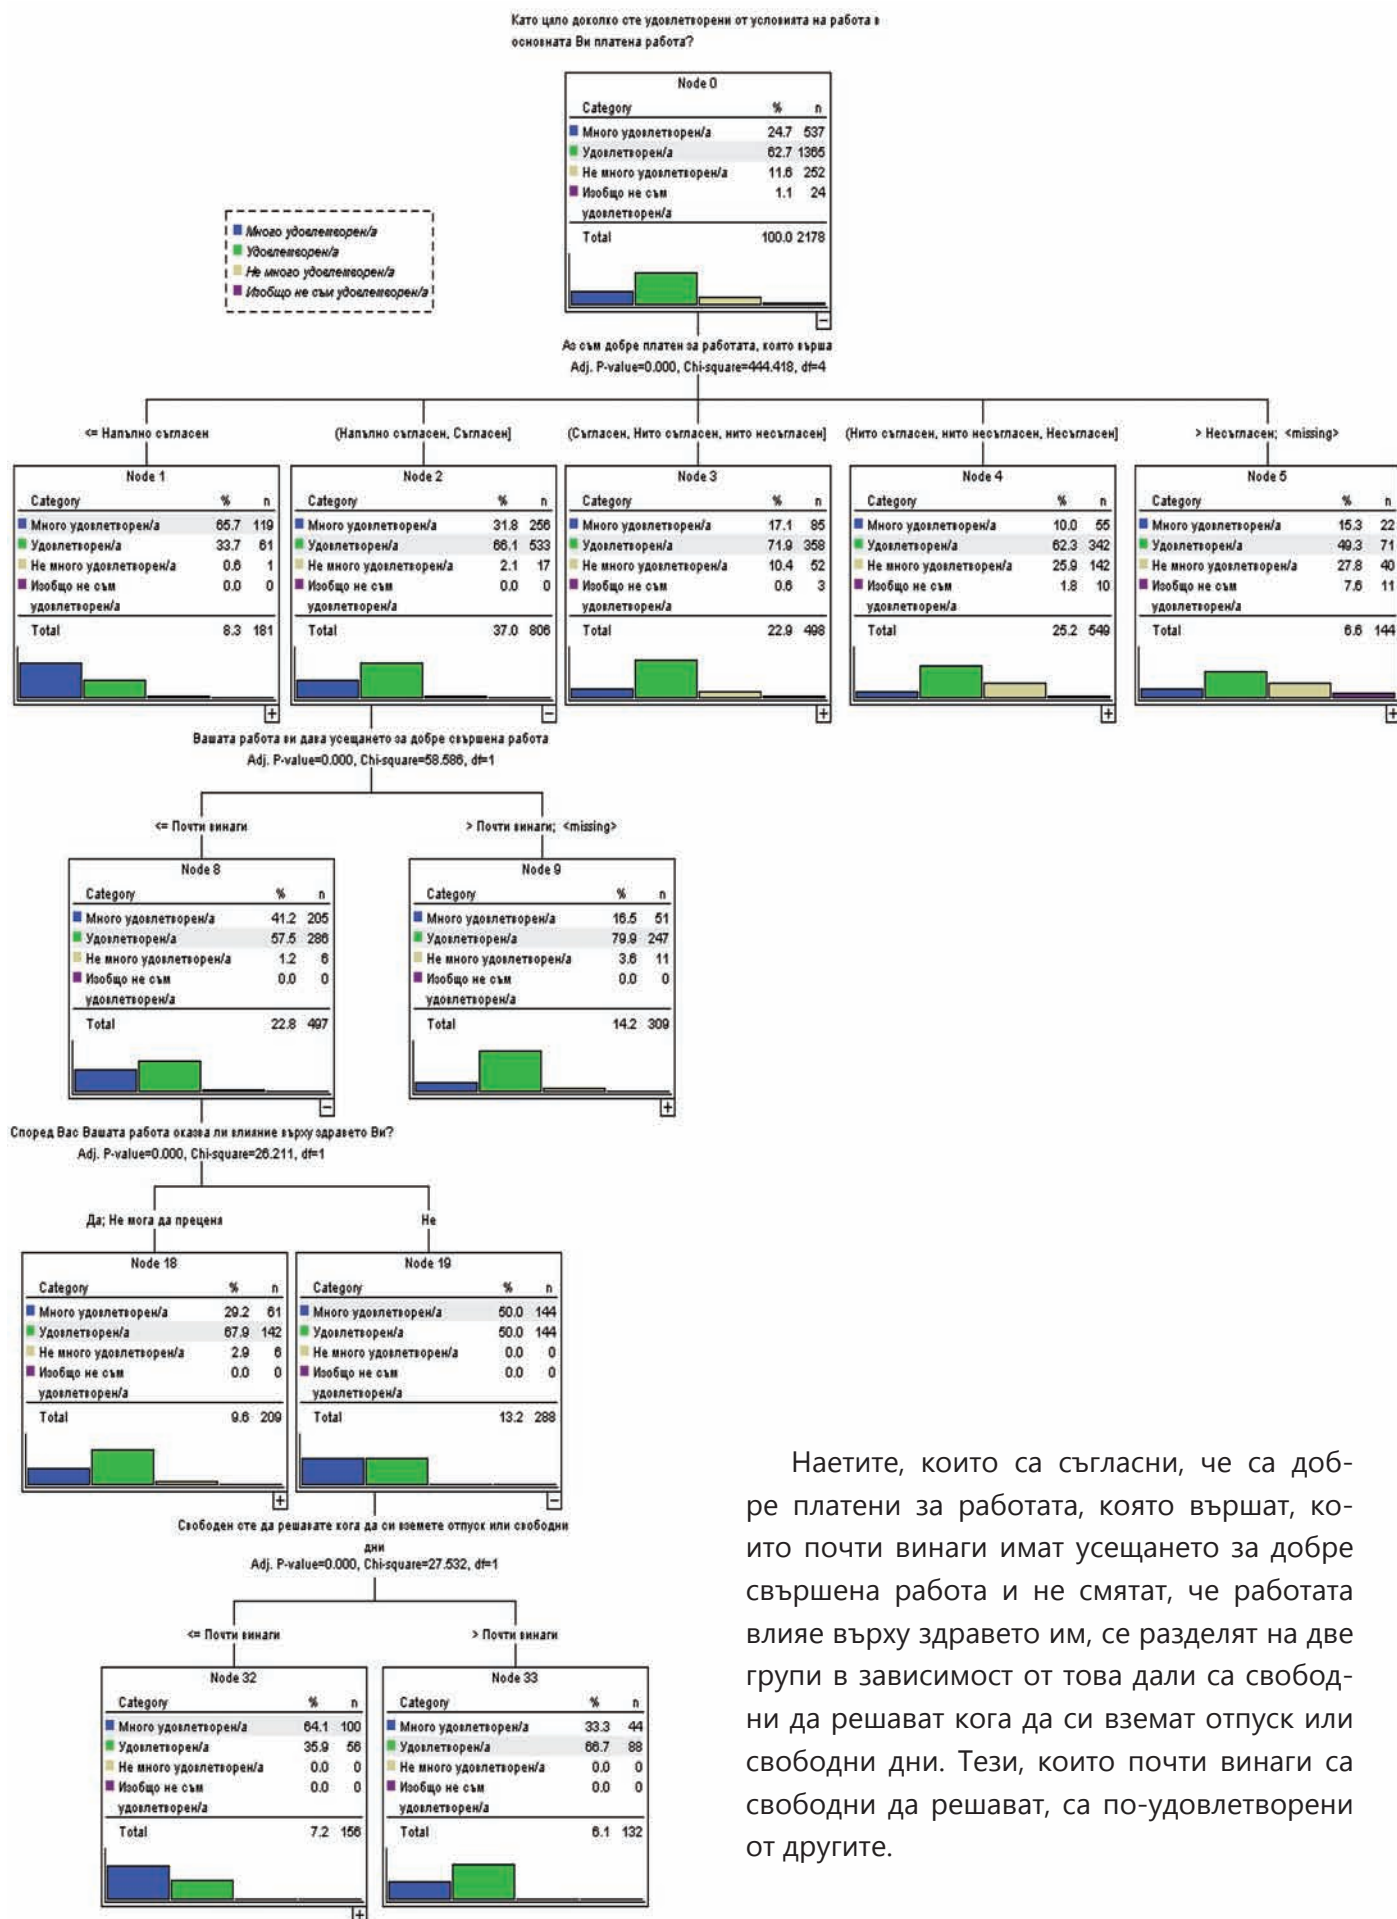 Като цяло доколко сте удовлетворени от условията на работа в
основната Ви платена работа?
Node 0
Category % n
Много удовлетворен/а 24.7 537
Удовлетворен/а 62.7 1365
Не много удовлетворен/а 11.6 252
Изобщо не съм 1.1 24
удовлетворен/а
Total 100.0 2178
Много удовлетворен/а
Удовлетворен/а
Не много удовлетворен/а
Изобщо не съм удовлетворен/а
Аз съм добре платен за работата, която върша
Adj. P-value=0.000, Chi-square=444.418, df=4
<= Напълно съгласен
(Напълно съгласен, Съгласен]
(Съгласен, Нито съгласен, нито несъгласен]
(Нито съгласен, нито несъгласен, Несъгласен]
> Несъгласен; <missing>
Node 1
Category % n
Много удовлетворен/а 65.7 119
Удовлетворен/а 33.7 61
Не много удовлетворен/а 0.6 1
Изобщо не съм 0.0 0
удовлетворен/а
Total 8.3 181
Node 2
Category % n
Много удовлетворен/а 31.8 256
Удовлетворен/а 66.1 533
Не много удовлетворен/а 2.1 17
Изобщо не съм 0.0 0
удовлетворен/а
Total 37.0 806
Node 3
Category % n
Много удовлетворен/а 17.1 85
Удовлетворен/а 71.9 358
Не много удовлетворен/а 10.4 52
Изобщо не съм 0.6 3
удовлетворен/а
Total 22.9 498
Node 4
Category % n
Много удовлетворен/а 10.0 55
Удовлетворен/а 62.3 342
Не много удовлетворен/а 25.9 142
Изобщо не съм 1.8 10
удовлетворен/а
Total 25.2 549
Node 5
Category % n
Много удовлетворен/а 15.3 22
Удовлетворен/а 49.3 71
Не много удовлетворен/а 27.8 40
Изобщо не съм 7.6 11
удовлетворен/а
Total 6.6 144
Вашата работа ви дава усещането за добре свършена работа
Adj. P-value=0.000, Chi-square=58.586, df=1
<= Почти винаги
> Почти винаги; <missing>
Node 8
Category % n
Много удовлетворен/а 41.2 205
Удовлетворен/а 57.5 286
Не много удовлетворен/а 1.2 6
Изобщо не съм 0.0 0
удовлетворен/а
Total 22.8 497
Node 9
Category % n
Много удовлетворен/а 16.5 51
Удовлетворен/а 79.9 247
Не много удовлетворен/а 3.6 11
Изобщо не съм 0.0 0
удовлетворен/а
Total 14.2 309
Според Вас Вашата работа оказва ли влияние върху здравето Ви?
Adj. P-value=0.000, Chi-square=26.211, df=1
Да; Не мога да преценя
Не
Node 18
Category % n
Много удовлетворен/а 29.2 61
Удовлетворен/а 67.9 142
Не много удовлетворен/а 2.9 6
Изобщо не съм 0.0 0
удовлетворен/а
Total 9.6 209
Node 19
Category % n
Много удовлетворен/а 50.0 144
Удовлетворен/а 50.0 144
Не много удовлетворен/а 0.0 0
Изобщо не съм 0.0 0
удовлетворен/а
Total 13.2 288
Свободен сте да решавате кога да си вземете отпуск или свободни
дни
Adj. P-value=0.000, Chi-square=27.532, df=1
<= Почти винаги
> Почти винаги
Node 32
Category % n
Много удовлетворен/а 64.1 100
Удовлетворен/а 35.9 56
Не много удовлетворен/а 0.0 0
Изобщо не съм 0.0 0
удовлетворен/а
Total 7.2 156
Node 33
Category % n
Много удовлетворен/а 33.3 44
Удовлетворен/а 66.7 88
Не много удовлетворен/а 0.0 0
Изобщо не съм 0.0 0
удовлетворен/а
Total 6.1 132
Наетите, които са съгласни, че са доб-
ре платени за работата, която вършат, ко-
ито почти винаги имат усещането за добре
свършена работа и не смятат, че работата
влияе върху здравето им, се разделят на две
групи в зависимост от това дали са свобод-
ни да решават кога да си вземат отпуск или
свободни дни. Тези, които почти винаги са
свободни да решават, са по-удовлетворени
от другите.